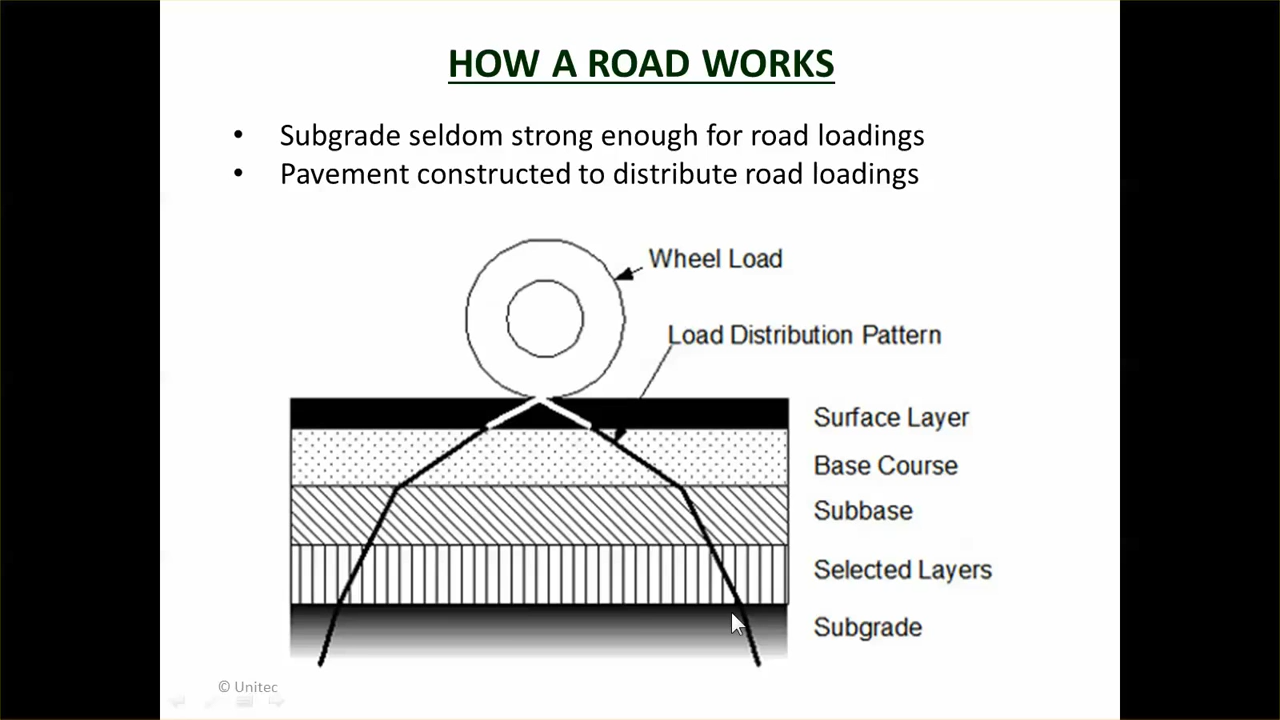 HOW A ROAD WORKS
• Subgrade seldom strong enough for road loadings
• Pavement constructed to distribute road loadings
Wheel Load
Load Distribution Pattern
Surface Layer
Base Course
Subbase
Selected Layers
Subgrade
© Unitec